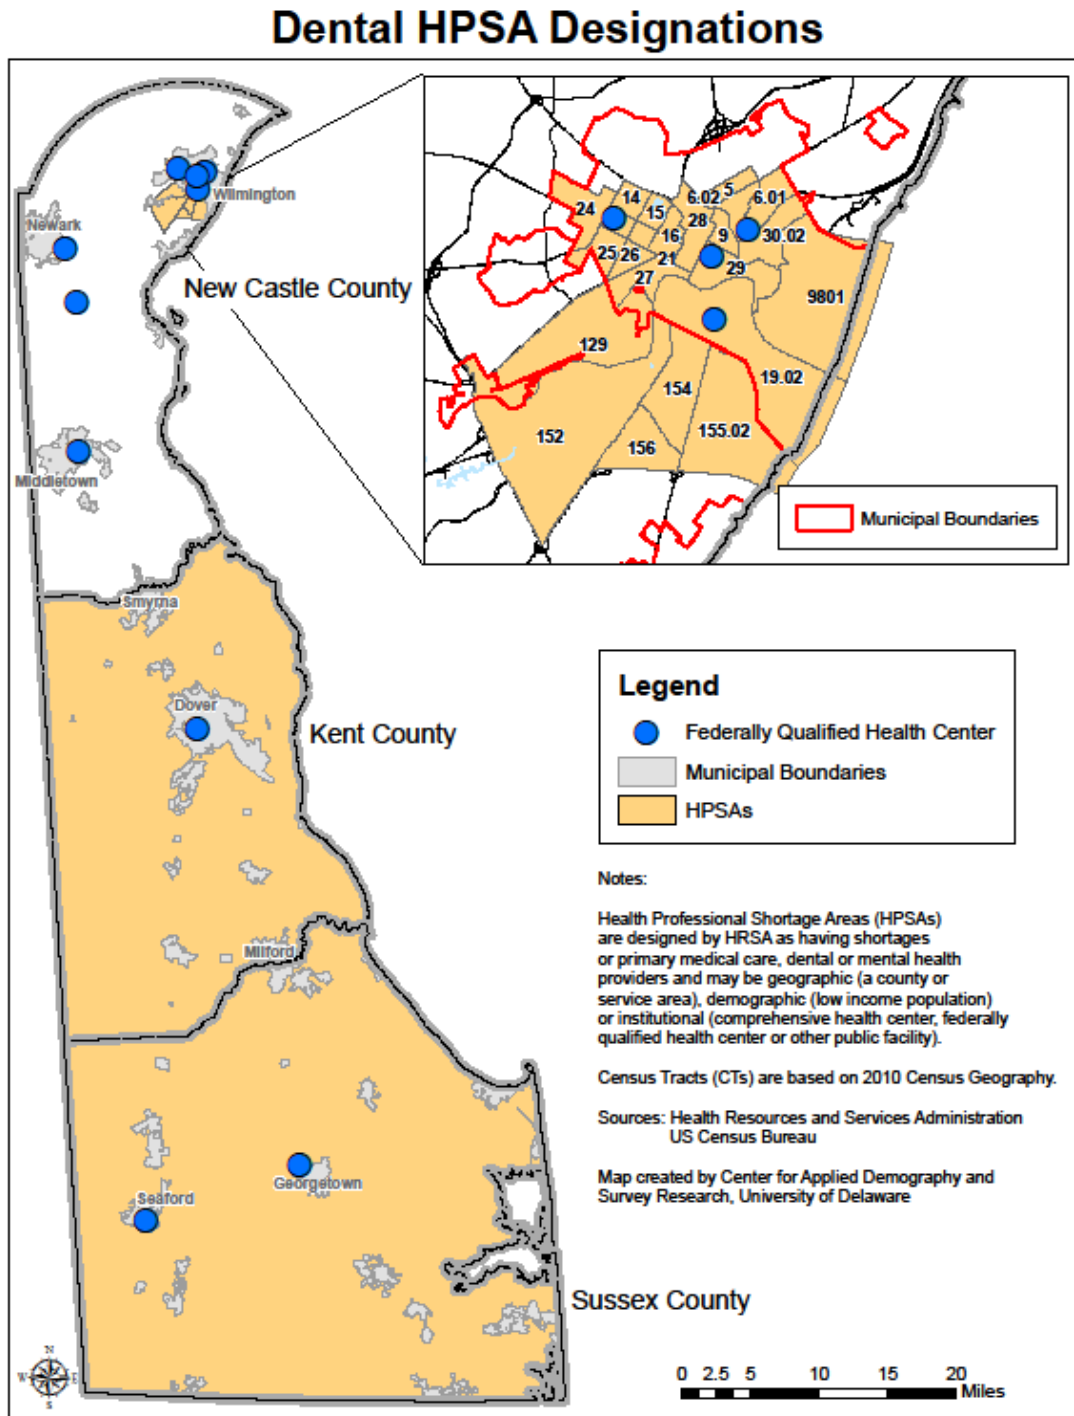 Dental HPSA Designations
Wilmington
Newark
New Castle County
Middletown
Smyrna
Dover
Kent County
Milford
Georgetown
Seaford
Sussex County
24
14
15
6.02
5
6.01
28
16
9
30.02
25
26
21
29
27
9801
129
19.02
154
152
155.02
156
Municipal Boundaries
Legend
Federally Qualified Health Center
Municipal Boundaries
HPSAs
Notes:
Health Professional Shortage Areas (HPSAs)
are designed by HRSA as having shortages
or primary medical care, dental or mental health
providers and may be geographic (a county or
service area), demographic (low income population)
or institutional (comprehensive health center, federally
qualified health center or other public facility).
Census Tracts (CTs) are based on 2010 Census Geography.
Sources: Health Resources and Services Administration
US Census Bureau
Map created by Center for Applied Demography and
Survey Research, University of Delaware
N
W
E
S
0 2.5 5 10 15 20
Miles